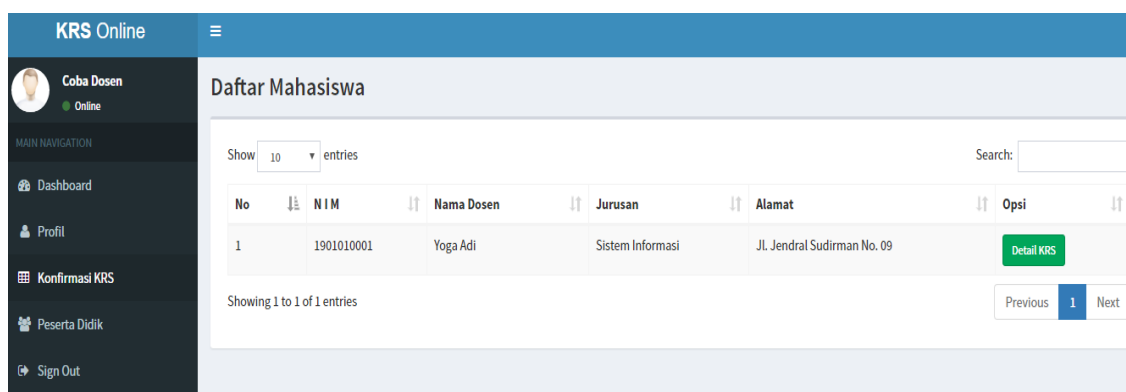 KRS Online
Coba Dosen
Online
MAIN NAVIGATION
Dashboard
Profil
Konfirmasi KRS
Peserta Didik
Sign Out
Daftar Mahasiswa
Show 10 entries Search:
No N I M Nama Dosen Jurusan Alamat Opsi
1 1901010001 Yoga Adi Sistem Informasi Jl. Jendral Sudirman No. 09 Detail KRS
Showing 1 to 1 of 1 entries Previous 1 Next